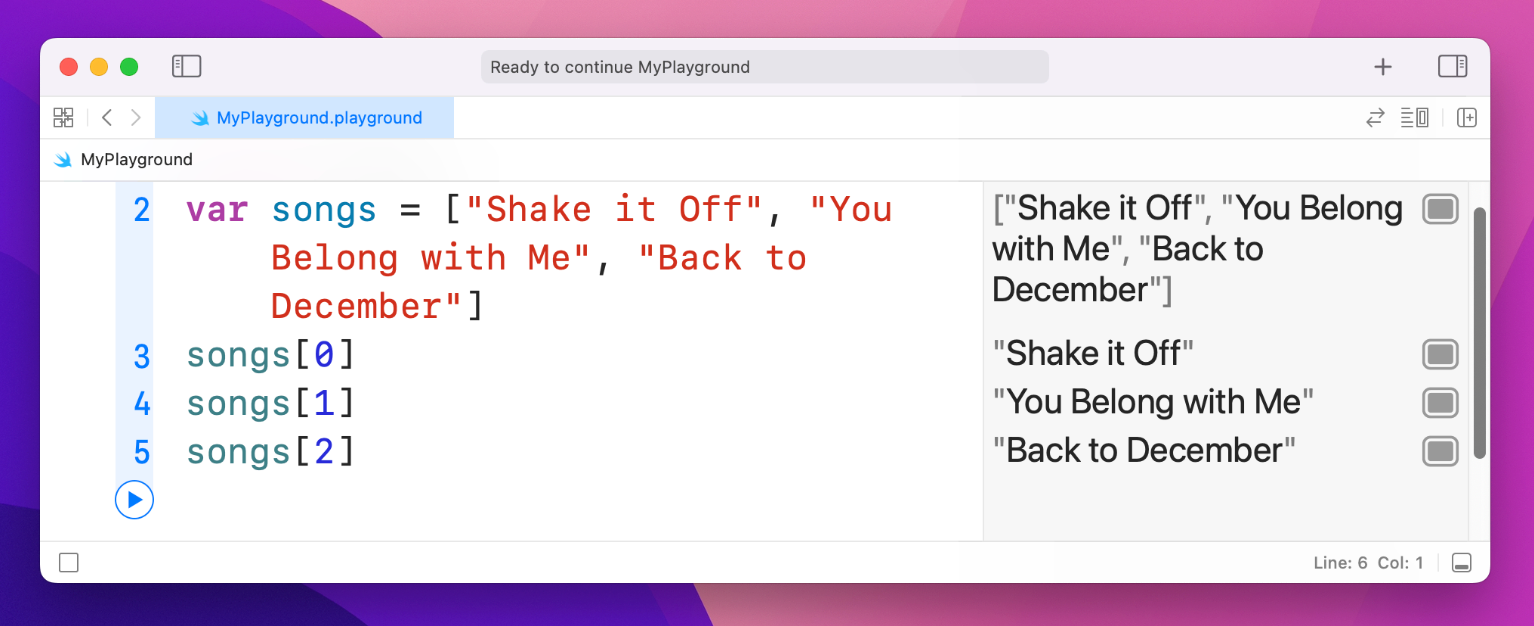 Ready to continue MyPlayground
MyPlayground.playground
MyPlayground
2 var songs = ["Shake it Off", "You
Belong with Me", "Back to
December"]
3 songs[0]
4 songs[1]
5 songs[2]
["Shake it Off", "You Belong
with Me", "Back to
December"]
"Shake it Off"
"You Belong with Me"
"Back to December"
Line: 6 Col: 1